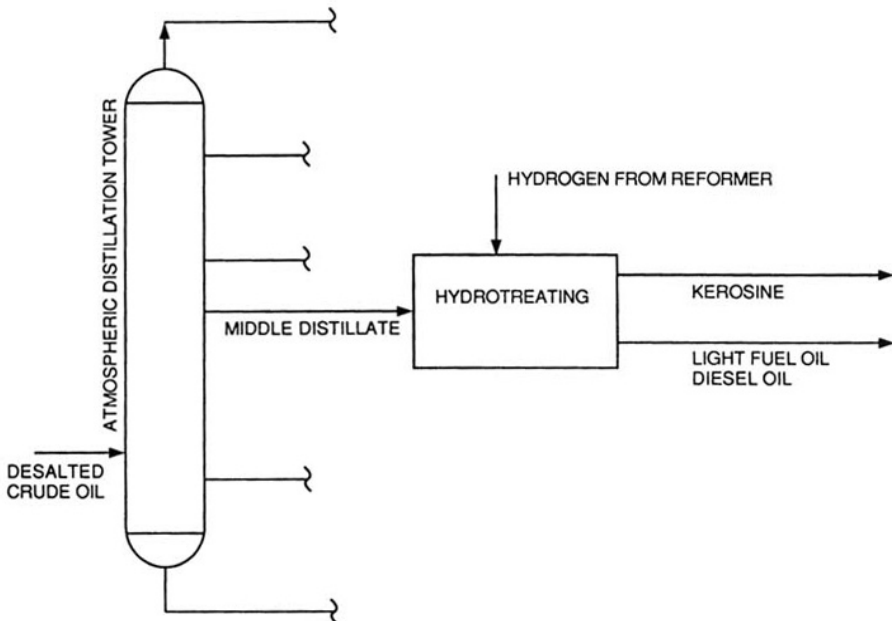 ATMOSPHERIC DISTILLATION TOWER
HYDROGEN FROM REFORMER
HYDROTREATING
KEROSINE
MIDDLE DISTILLATE
LIGHT FUEL OIL
DIESEL OIL
DESALTED
CRUDE OIL